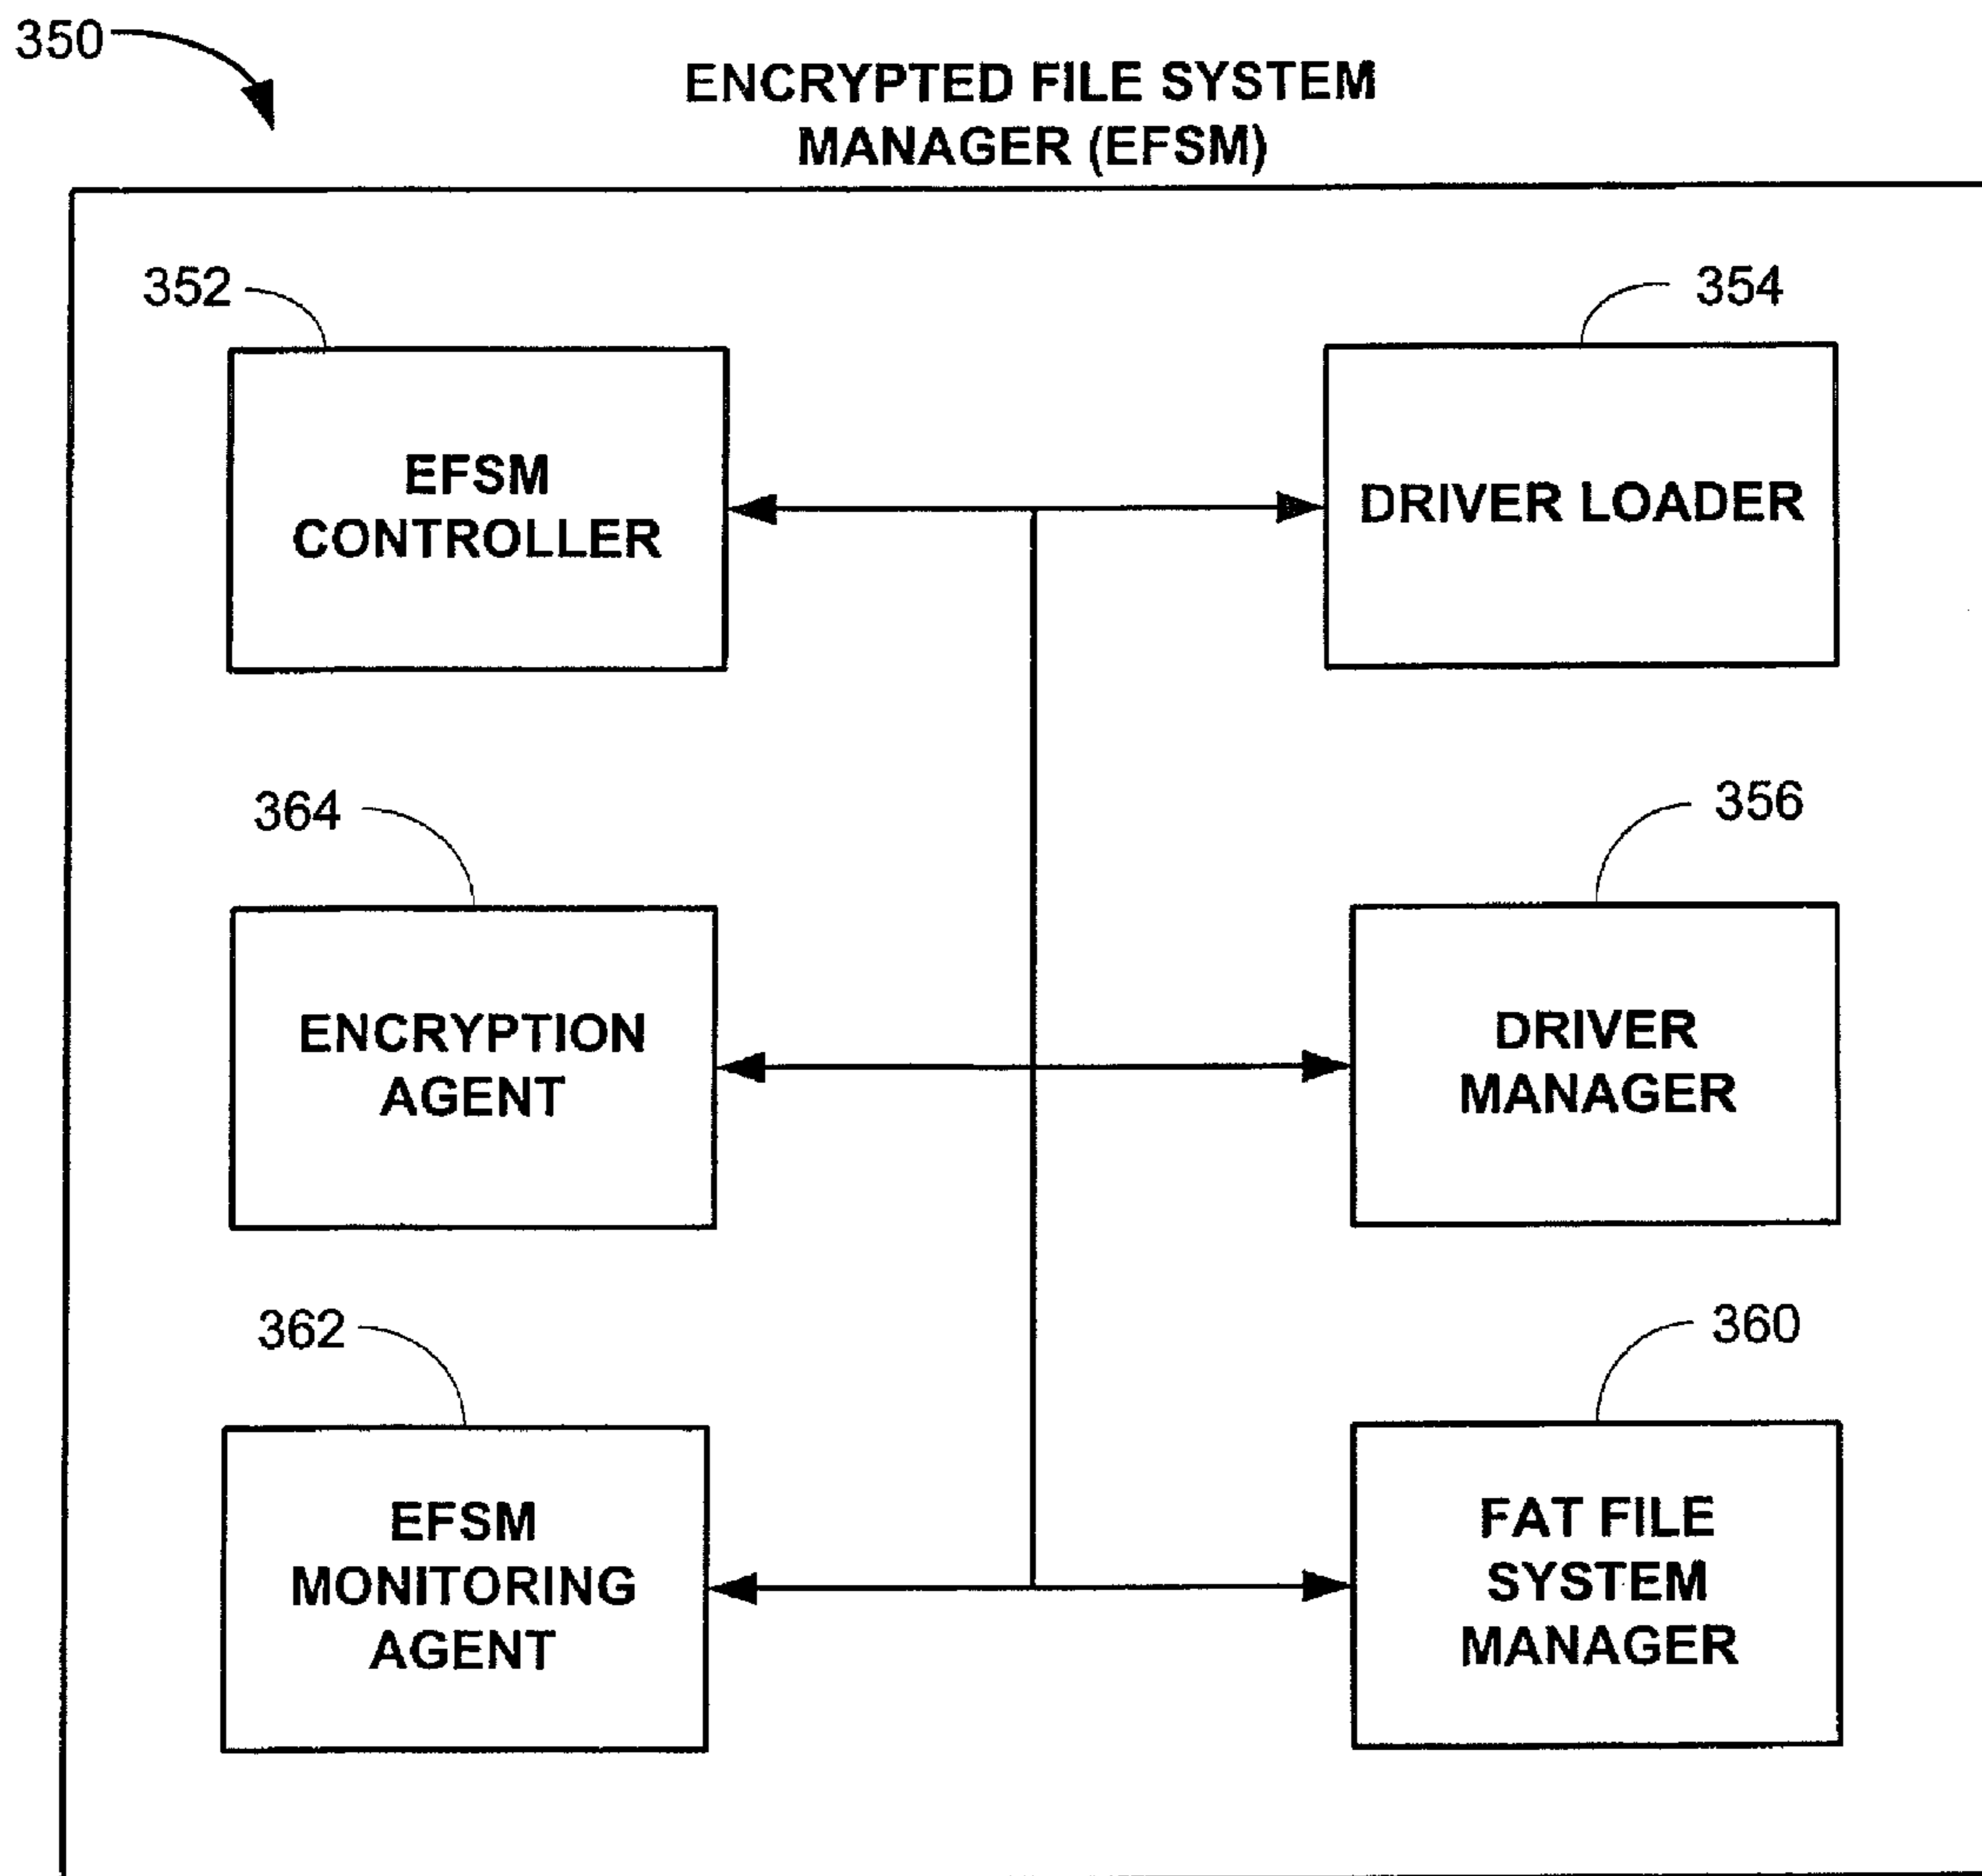 350
ENCRYPTED FILE SYSTEM
MANAGER (EFSM)
352
354
EFSM
CONTROLLER
DRIVER LOADER
364
356
ENCRYPTION
AGENT
DRIVER
MANAGER
362
360
EFSM
MONITORING
AGENT
FAT FILE
SYSTEM
MANAGER